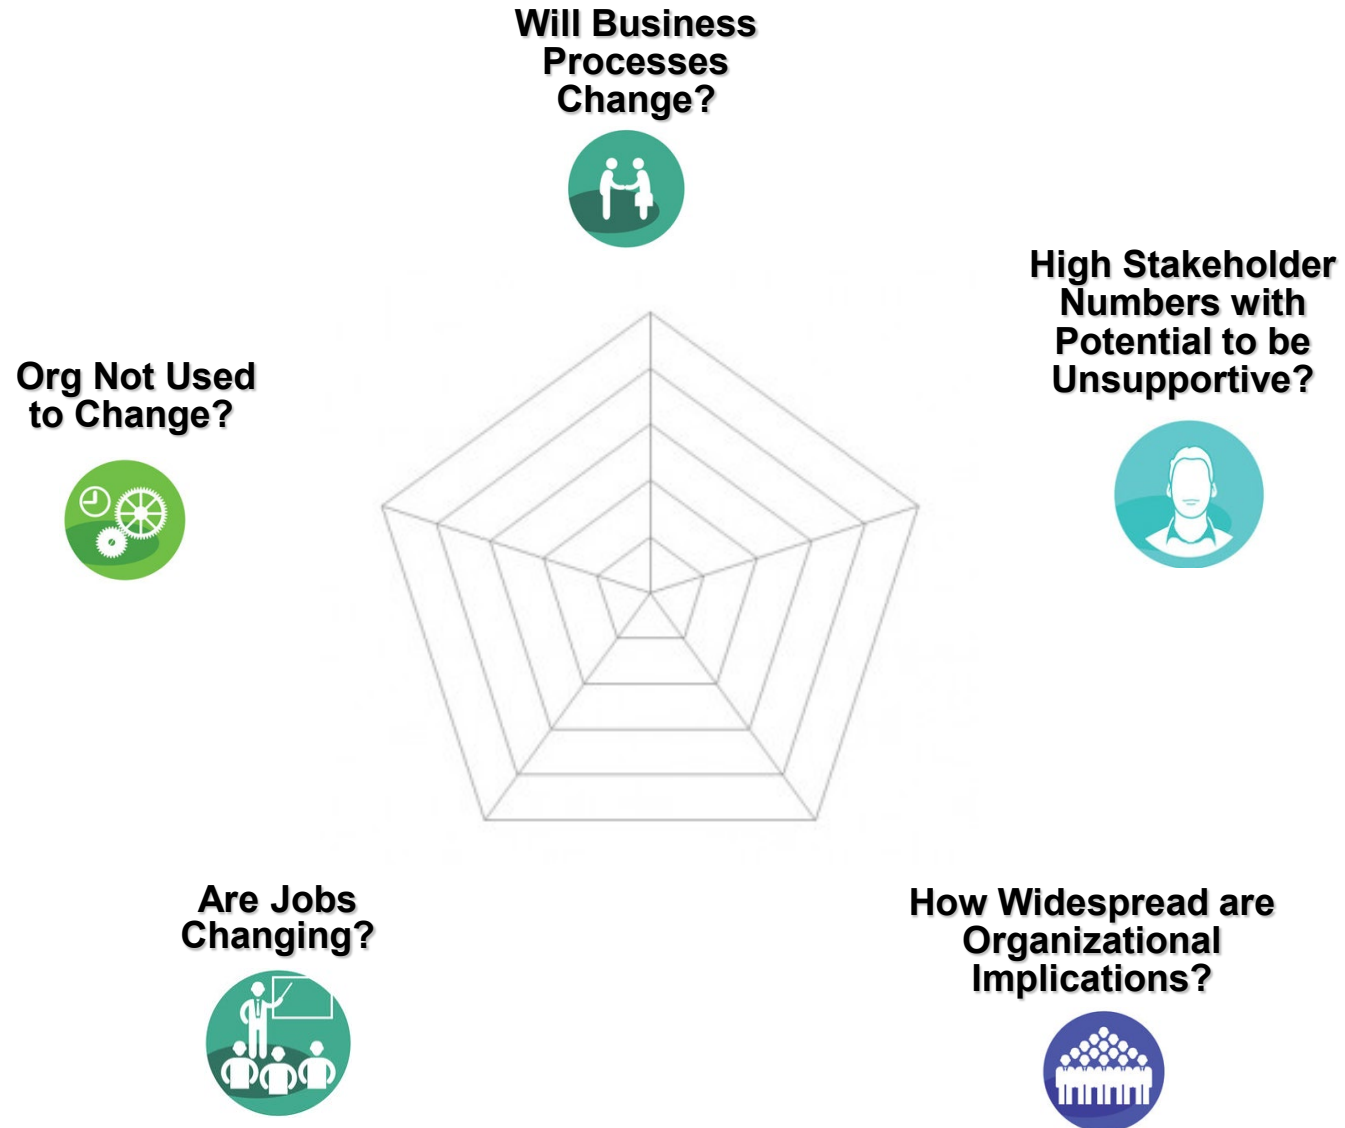 Will Business
Processes
Change?
High Stakeholder
Numbers with
Potential to be
Unsupportive?
Org Not Used
to Change?
Are Jobs
Changing?
How Widespread are
Organizational
Implications?